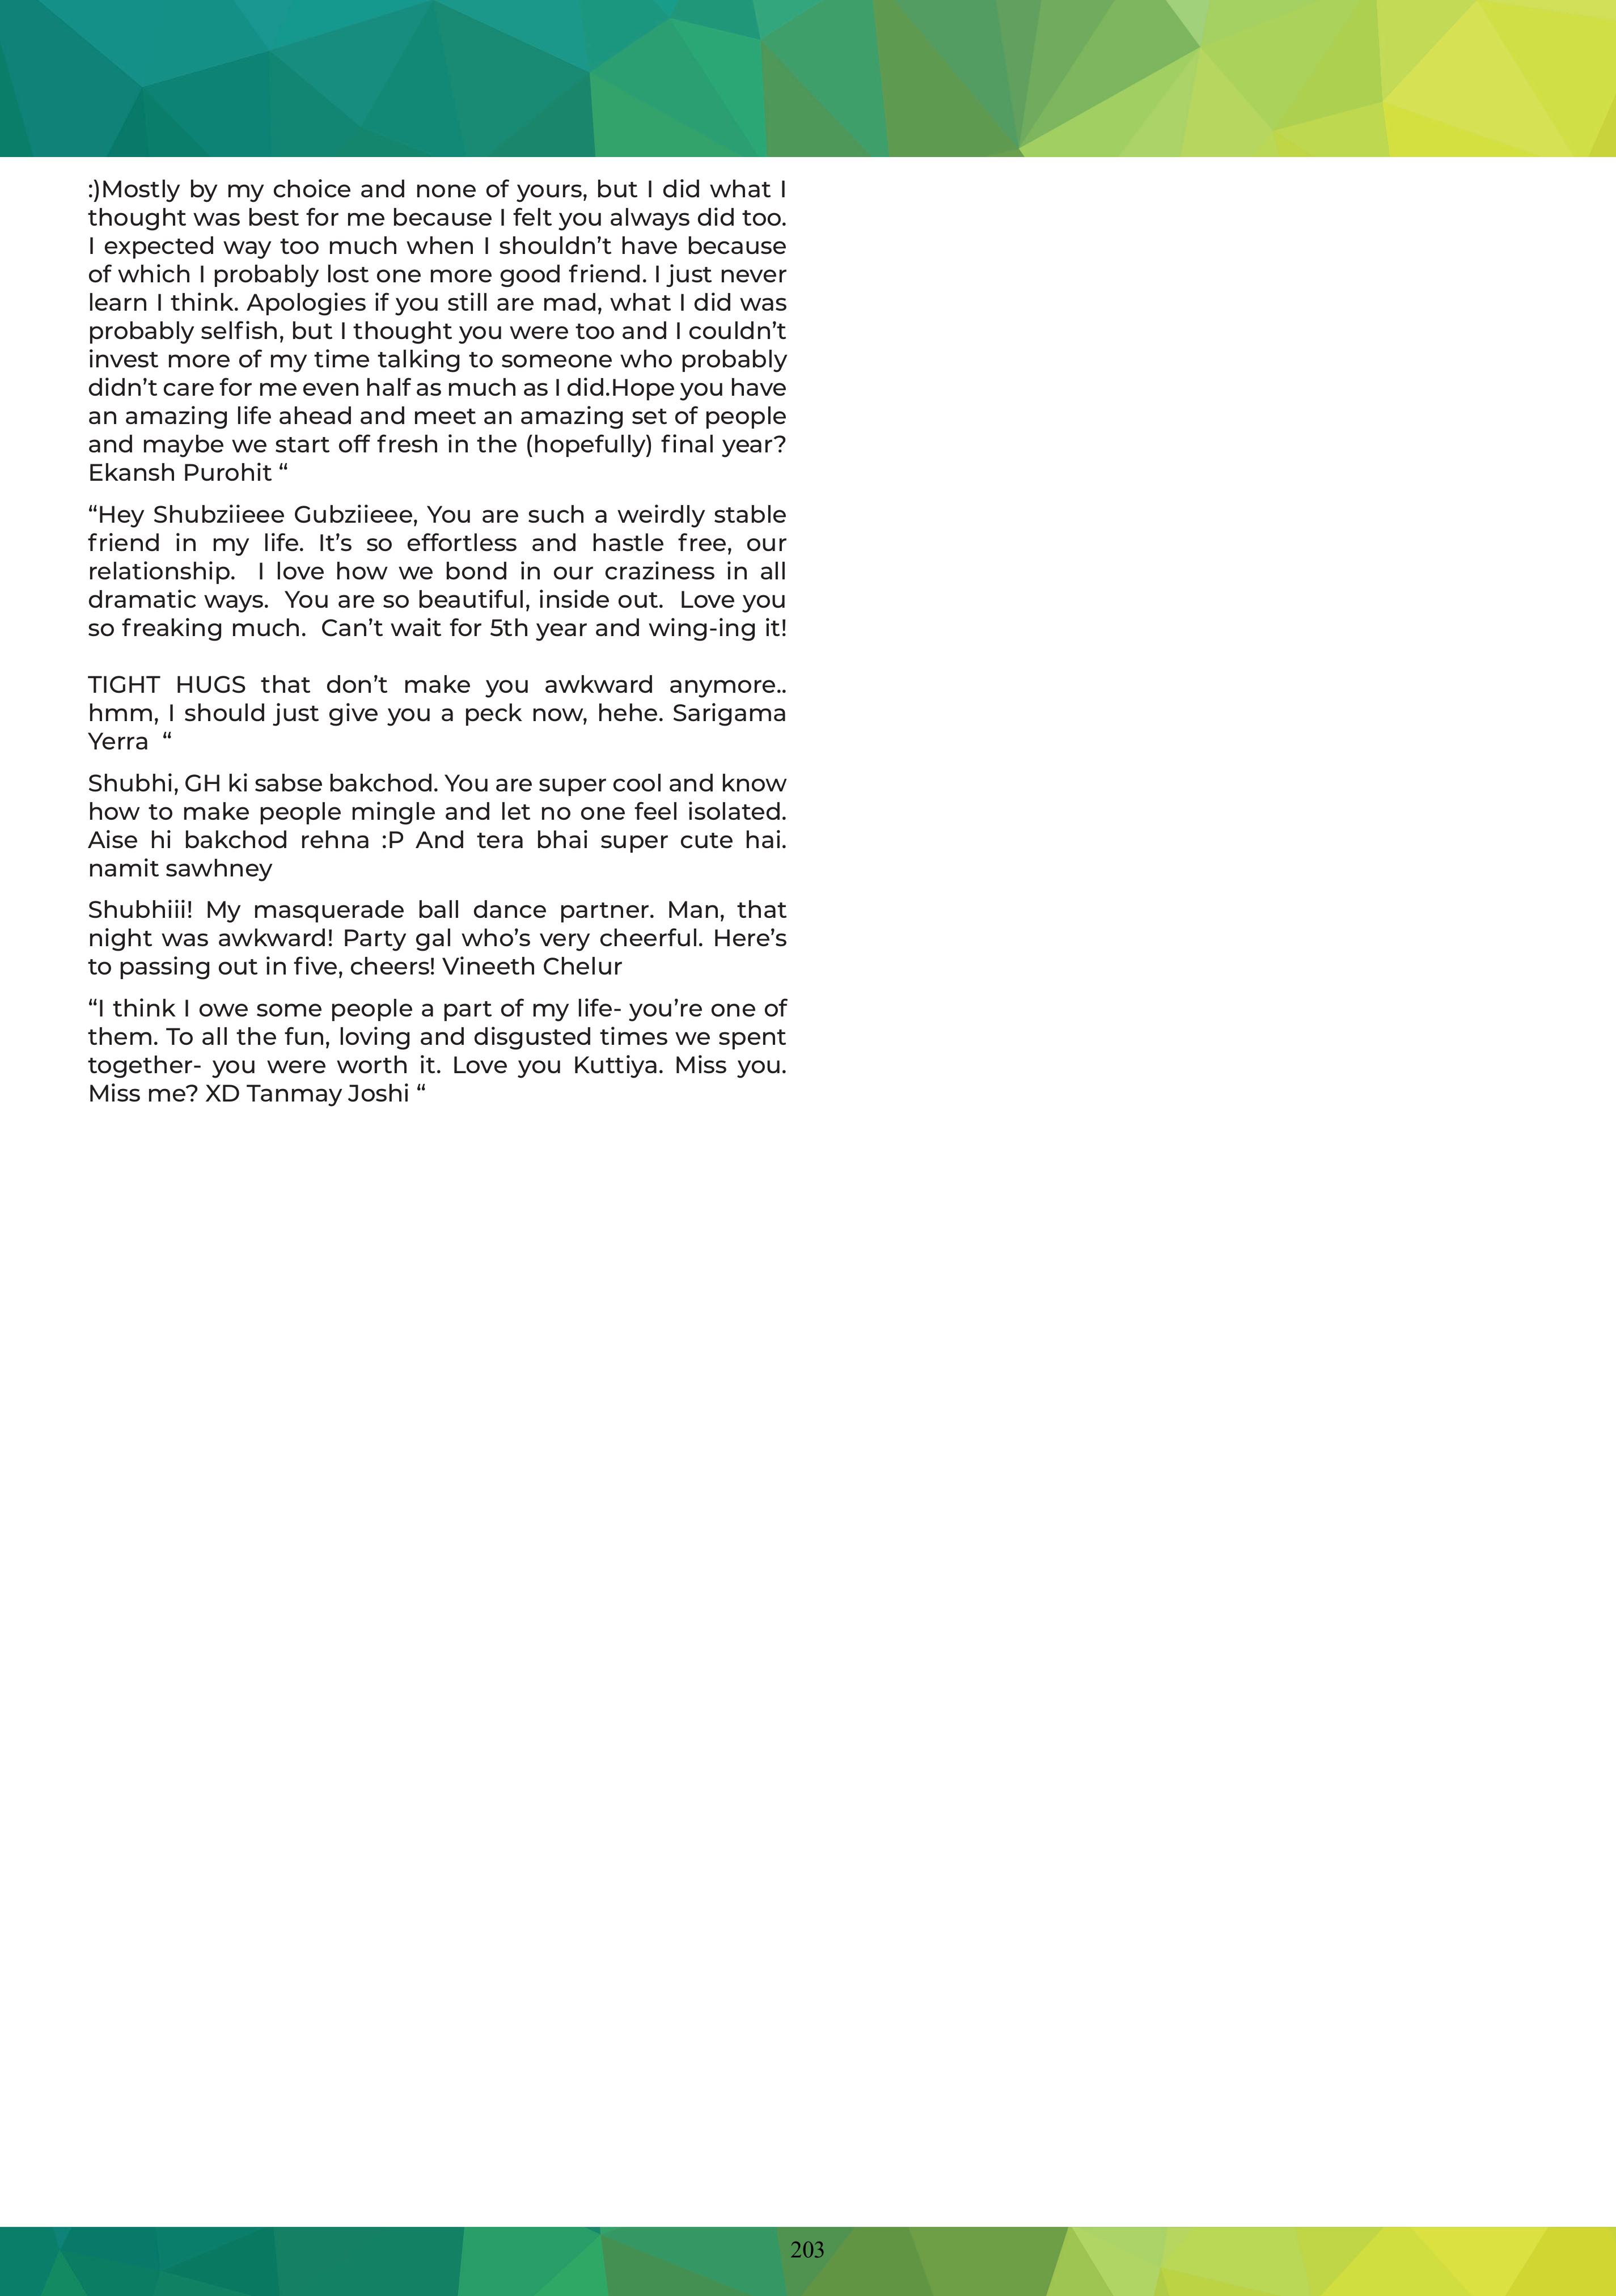 :)Mostly by my choice and none of yours, but I did what I
thought was best for me because I felt you always did too.
I expected way too much when I shouldn’t have because
of which I probably lost one more good friend. I just never
learn I think. Apologies if you still are mad, what I did was
probably selfish, but I thought you were too and I couldn’t
invest more of my time talking to someone who probably
didn’t care for me even half as much as I did.Hope you have
an amazing life ahead and meet an amazing set of people
and maybe we start off fresh in the (hopefully) final year?
Ekansh Purohit “
“Hey Shubziieee Gubziieee, You are such a weirdly stable
friend in my life. It’s so effortless and hastle free, our
relationship.  I love how we bond in our craziness in all
dramatic ways.  You are so beautiful, inside out.  Love you
so freaking much.  Can’t wait for 5th year and wing-ing it!
TIGHT HUGS that don’t make you awkward anymore..
hmm, I should just give you a peck now, hehe. Sarigama
Yerra  “
Shubhi, GH ki sabse bakchod. You are super cool and know
how to make people mingle and let no one feel isolated.
Aise hi bakchod rehna :P And tera bhai super cute hai.
namit sawhney
Shubhiii! My masquerade ball dance partner. Man, that
night was awkward! Party gal who’s very cheerful. Here’s
to passing out in five, cheers! Vineeth Chelur
“I think I owe some people a part of my life- you’re one of
them. To all the fun, loving and disgusted times we spent
together- you were worth it. Love you Kuttiya. Miss you.
Miss me? XD Tanmay Joshi “
203